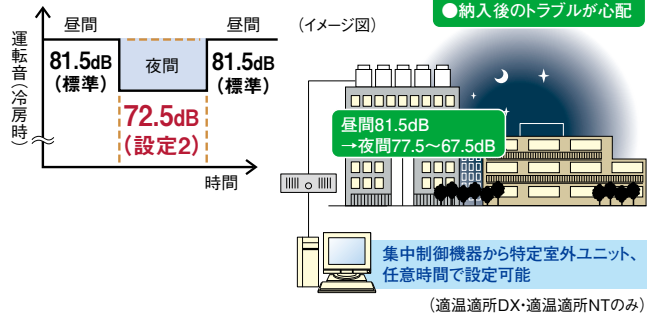 ●納入後のトラブルが心配
(イメージ図)
運転音(冷房時)
昼間
昼間
81.5dB
(標準)
夜間
81.5dB
(標準)
72.5dB
(設定2)
時間
昼間81.5dB
→夜間77.5～67.5dB
集中制御機器から特定室外ユニット、
任意時間で設定可能
(適温適所DX・適温適所NTのみ)